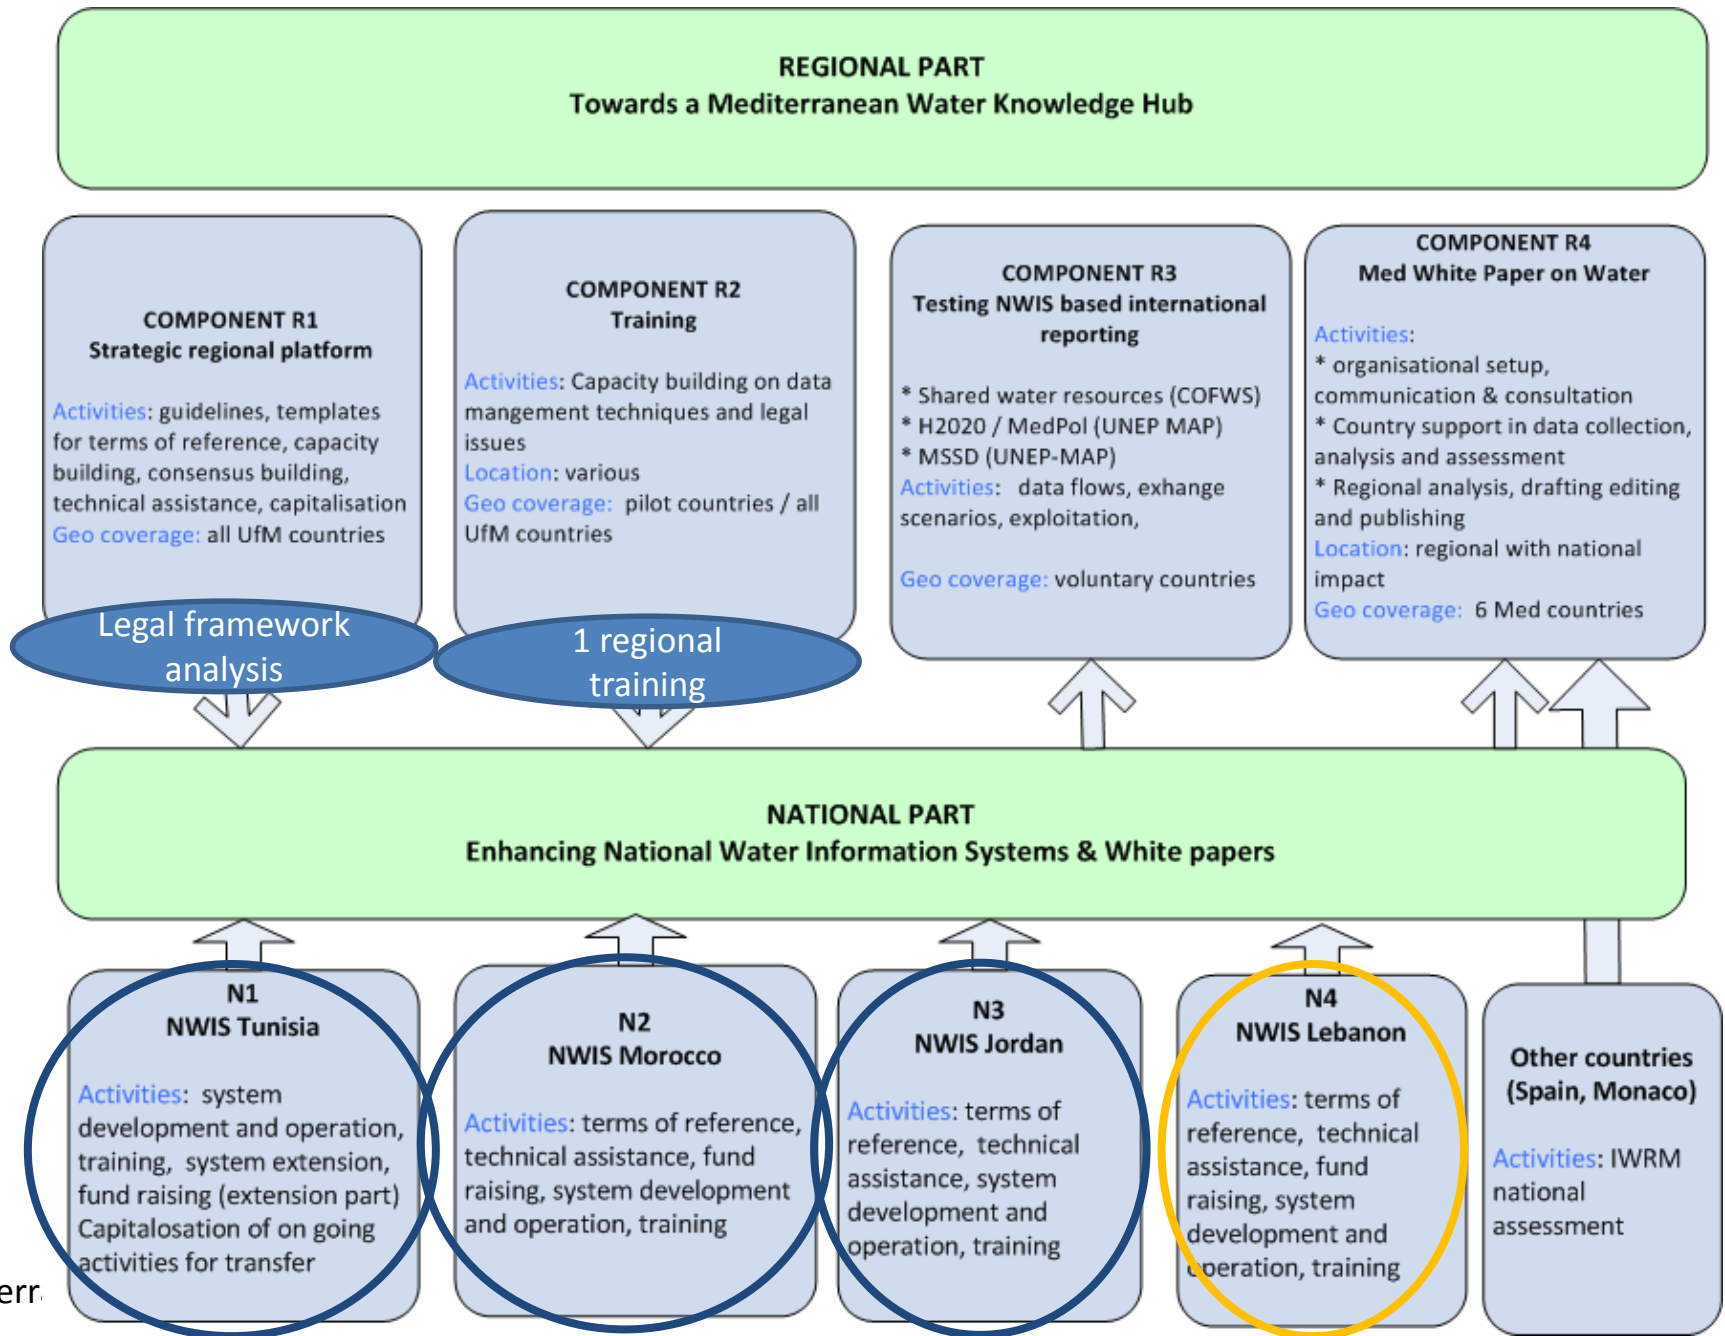 REGIONAL PART
Towards a Mediterranean Water Knowledge Hub
COMPONENT R1
Strategic regional platform
Activities: guidelines, templates
for terms of reference, capacity
building, consensus building,
technical assistance, capitalisation
Geo coverage: all UfM countries
Legal framework
analysis
COMPONENT R2
Training
Activities: Capacity building on data
mangement techniques and legal
issues
Location: various
Geo coverage: pilot countries / all
UfM countries
1 regional
training
COMPONENT R3
Testing NWIS based international
reporting
* Shared water resources (COFWS)
* H2020 / MedPol (UNEP MAP)
* MSSD (UNEP-MAP)
Activities: data flows, exhange
scenarios, exploitation,
Geo coverage: voluntary countries
COMPONENT R4
Med White Paper on Water
Activities:
* organisational setup,
communication & consultation
* Country support in data collection,
analysis and assessment
* Regional analysis, drafting editing
and publishing
Location: regional with national
impact
Geo coverage: 6 Med countries
NATIONAL PART
Enhancing National Water Information Systems & White papers
N1
NWIS Tunisia
Activities: system
development and operation,
training, system extension,
fund raising (extension part)
Capitalosation of on going
activities for transfer
N2
NWIS Morocco
Activities: terms of reference,
technical assistance, fund
raising, system development
and operation, training
N3
NWIS Jordan
Activities: terms of
reference, technical
assistance, system
development and
operation, training
N4
NWIS Lebanon
Activities: terms of
reference, technical
assistance, fund
raising, system
development and
operation, training
Other countries
(Spain, Monaco)
Activities: IWRM
national
assessment